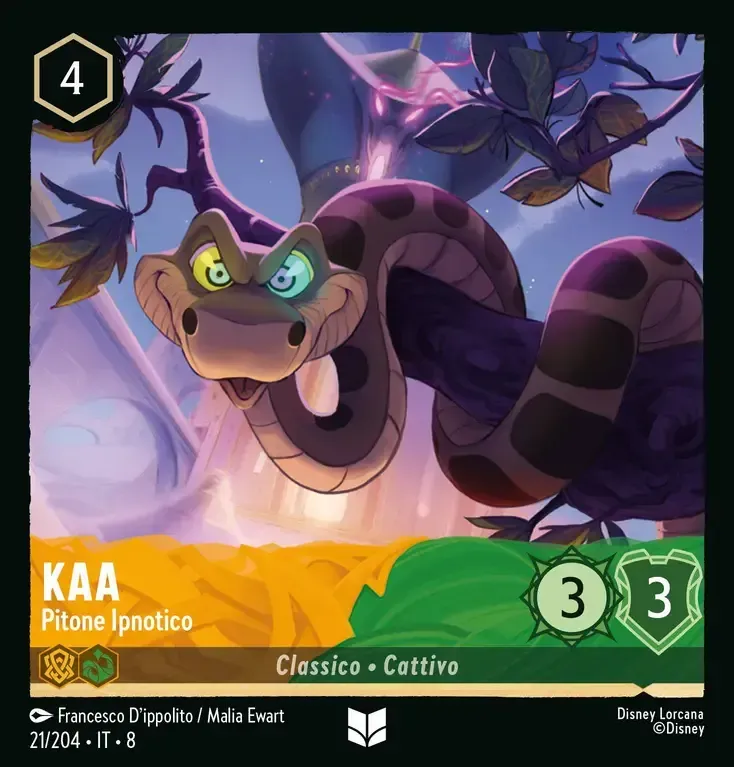 4
KAA
Pitone Ipnotico
3
3
Classico • Cattivo
Francesco D'ippolito / Malia Ewart
21/204 • IT • 8
Disney Lorcana
©Disney